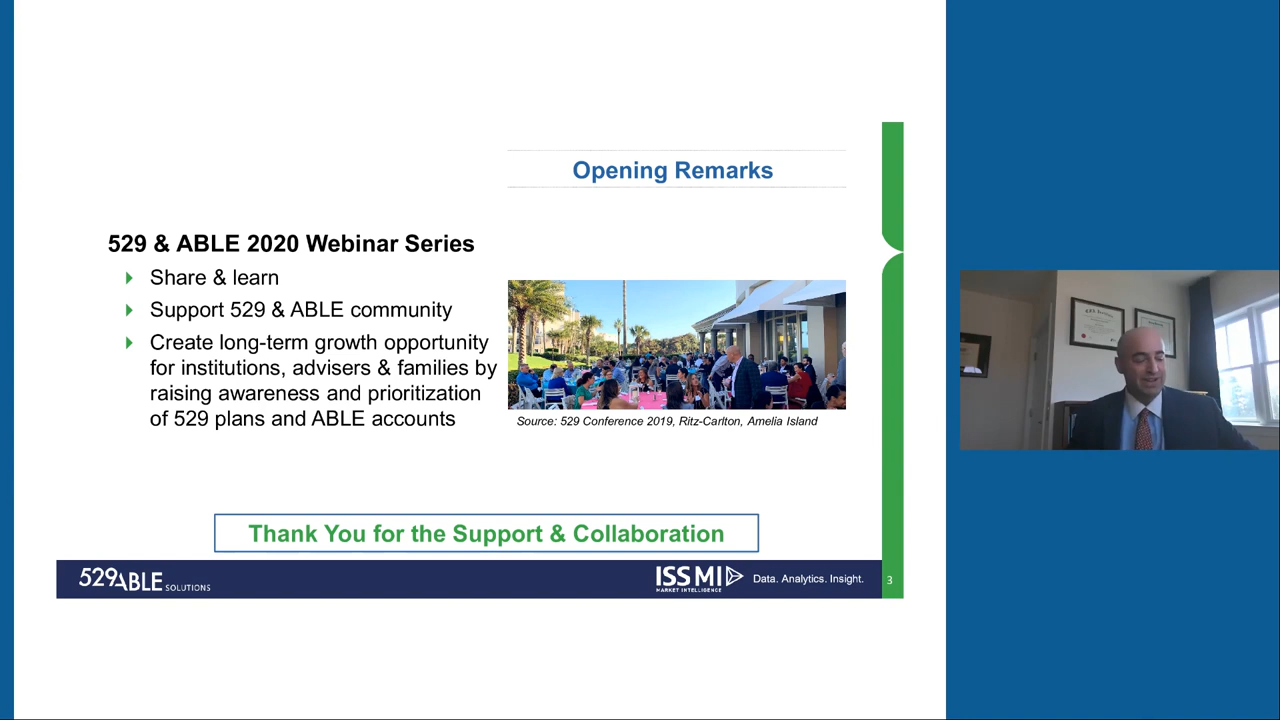 Opening Remarks
529 & ABLE 2020 Webinar Series
Share & learn
Support 529 & ABLE community
Create long-term growth opportunity
for institutions, advisers & families by
raising awareness and prioritization
of 529 plans and ABLE accounts
Source: 529 Conference 2019, Ritz-Carlton, Amelia Island
Thank You for the Support & Collaboration
529ABLE SOLUTIONS
ISS MI
MARKET INTELLIGENCE
Data. Analytics. Insight.
3